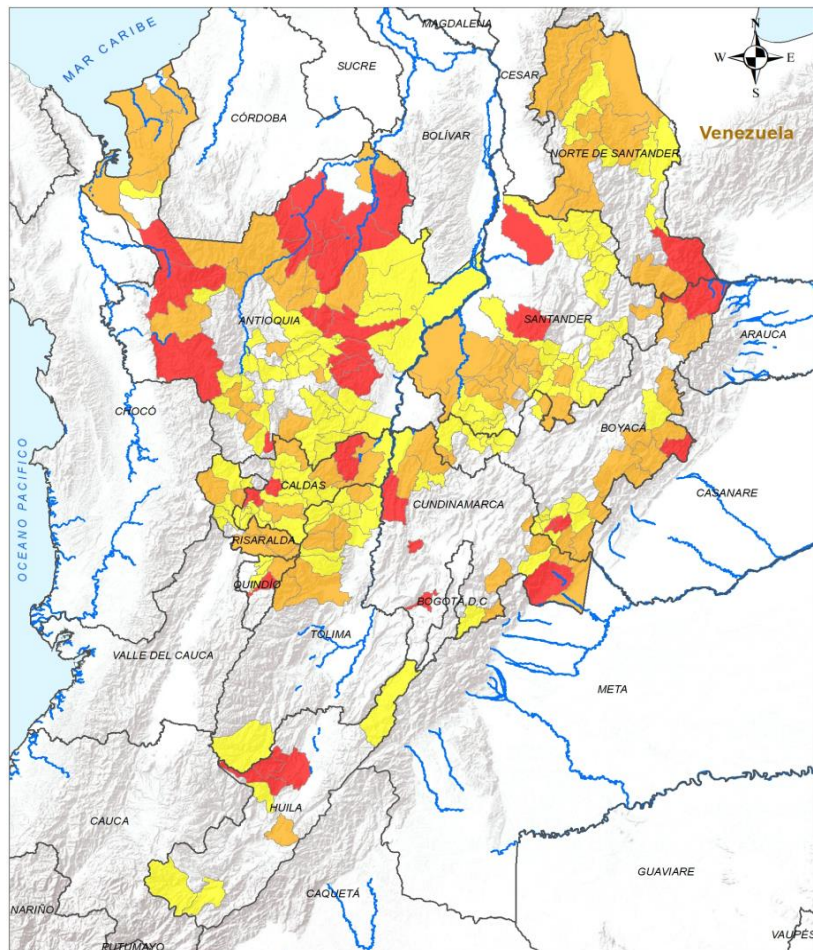 MAGDALENA
N
MAR CARIBE
SUCRE
CESAR
W
E
S
CÓRDOBA
BOLÍVAR
Venezuela
NORTE DE SANTANDER
ANTIOQUIA
SANTANDER
ARAUCA
CHOCÓ
BOYACÁ
CALDAS
CUNDINAMARCA
CASANARE
OCEANO PACIFICO
RISARALDA
QUINDÍO
BOGOTÁ, D.C
TOLIMA
VALLE DEL CAUCA
META
HUILA
CAUCA
GUAVIARE
CAQUETÁ
NARIÑO
PUTUMAYO
VAUPÉS